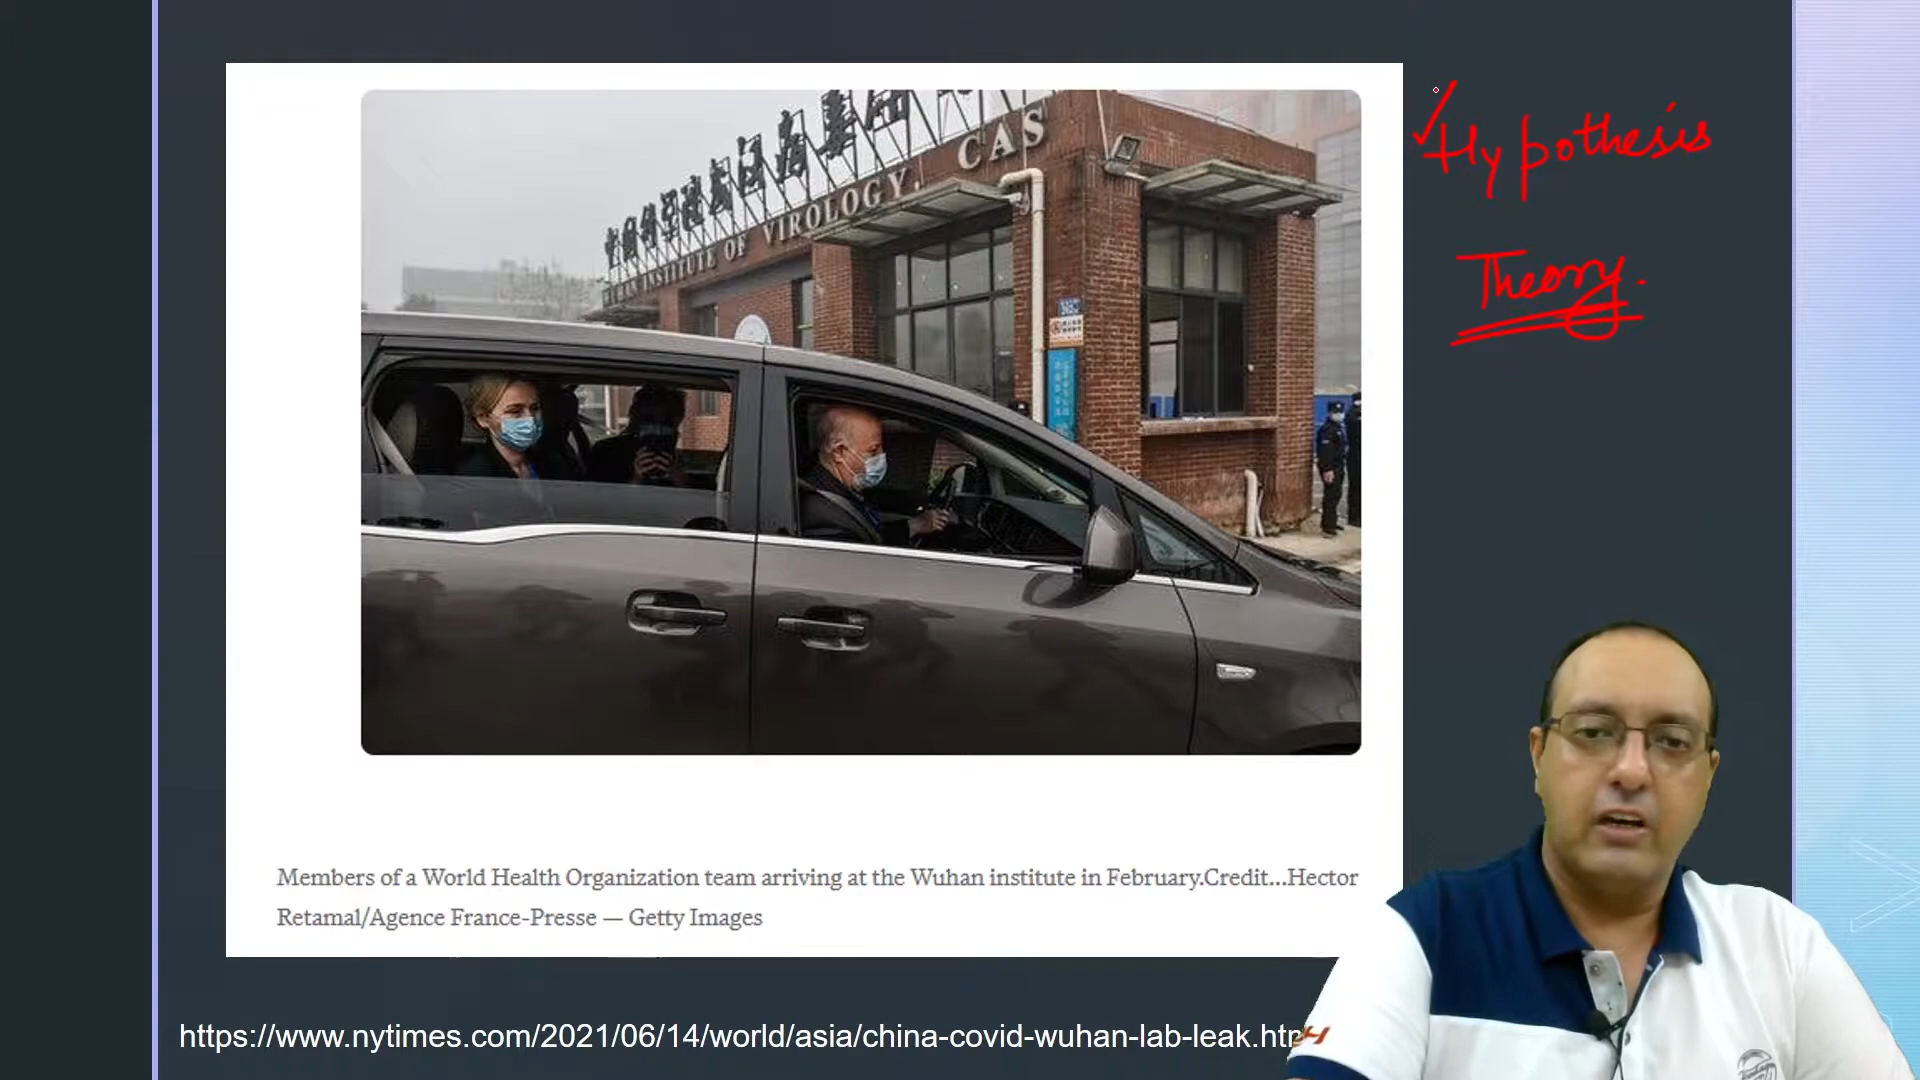 CAS
WUHAN INSTITUTE OF VIROLOGY,
Hypothesis
Theory.
Members of a World Health Organization team arriving at the Wuhan institute in February.Credit...Hector
Retamal/Agence France-Presse — Getty Images
https://www.nytimes.com/2021/06/14/world/asia/china-covid-wuhan-lab-leak.htm